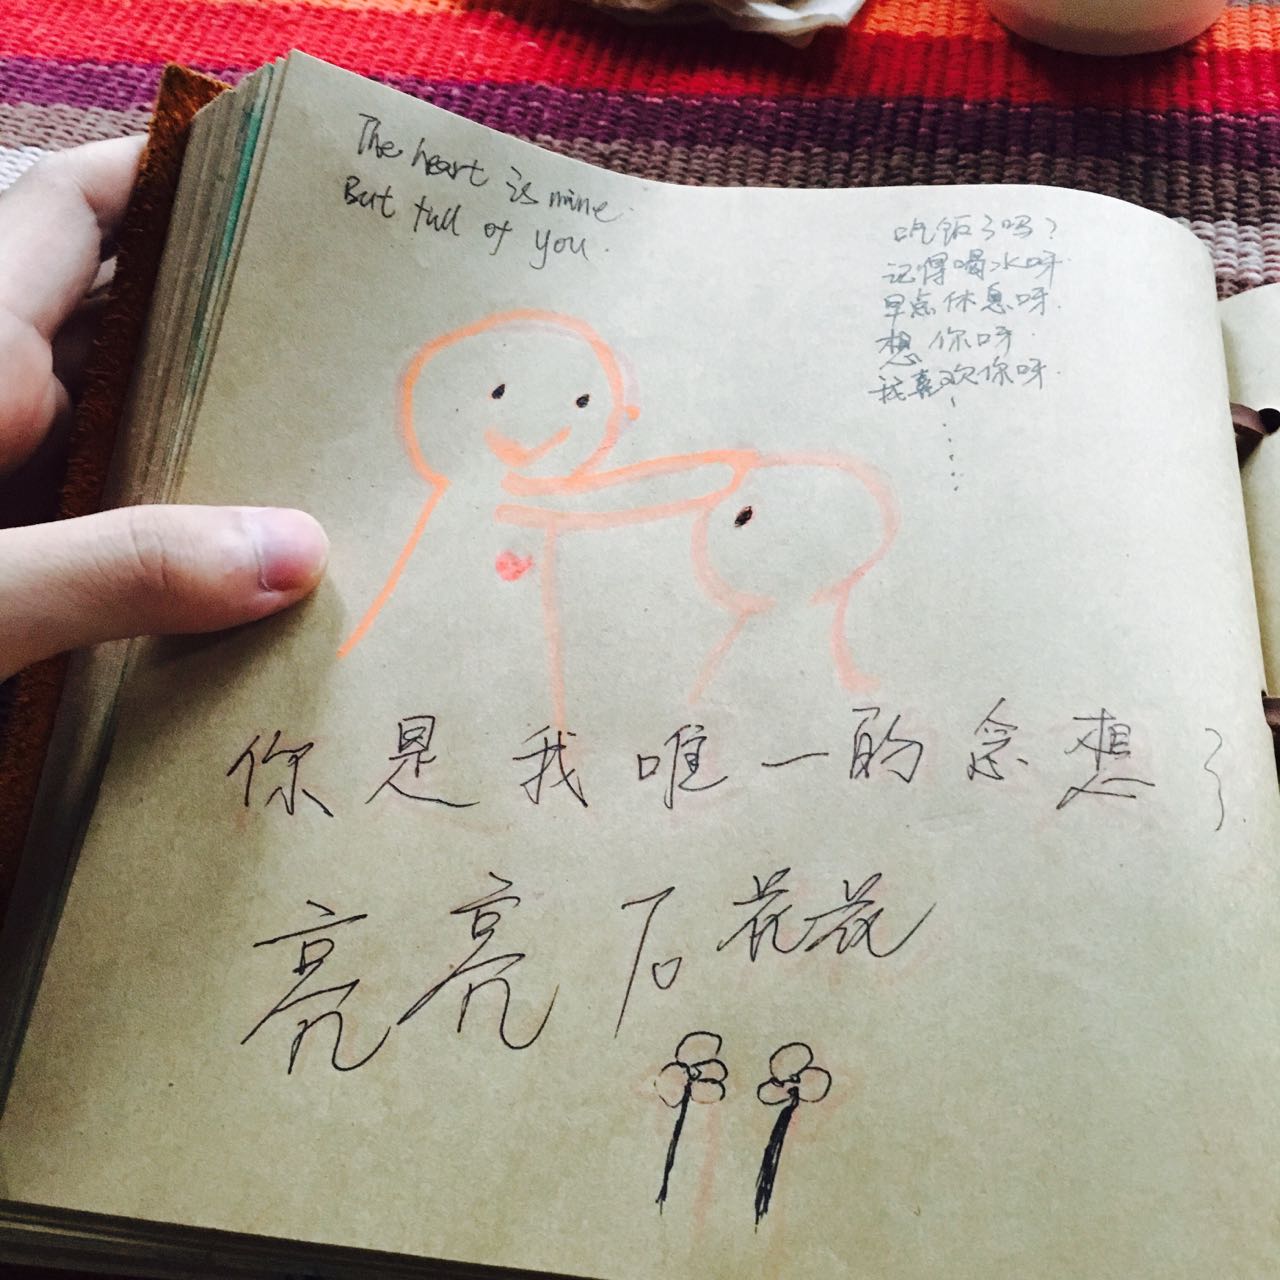 The heart is mine.
But full of you.
吃饭了吗?
记得喝水呀.
早点休息呀.
想你呀.
我喜欢你呀.
......
你是我唯一的念想了
亮亮 花花